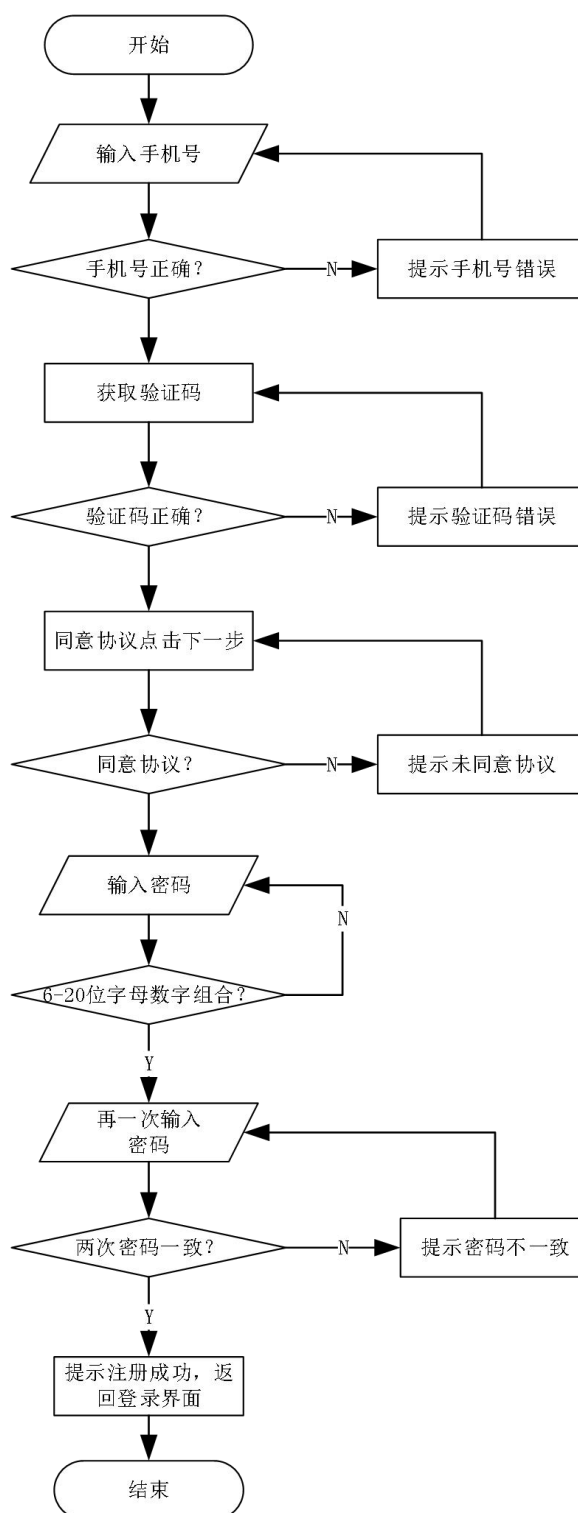 开始
输入手机号
手机号正确？
N
提示手机号错误
获取验证码
验证码正确？
N
提示验证码错误
同意协议点击下一步
同意协议？
N
提示未同意协议
输入密码
N
6-20位字母数字组合？
Y
再一次输入
密码
两次密码一致？
N
提示密码不一致
Y
提示注册成功，返
回登录界面
结束